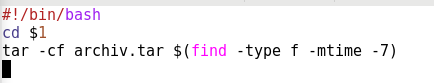 #!/bin/bash
cd $1
tar -cf archiv.tar $(find -type f -mtime -7)